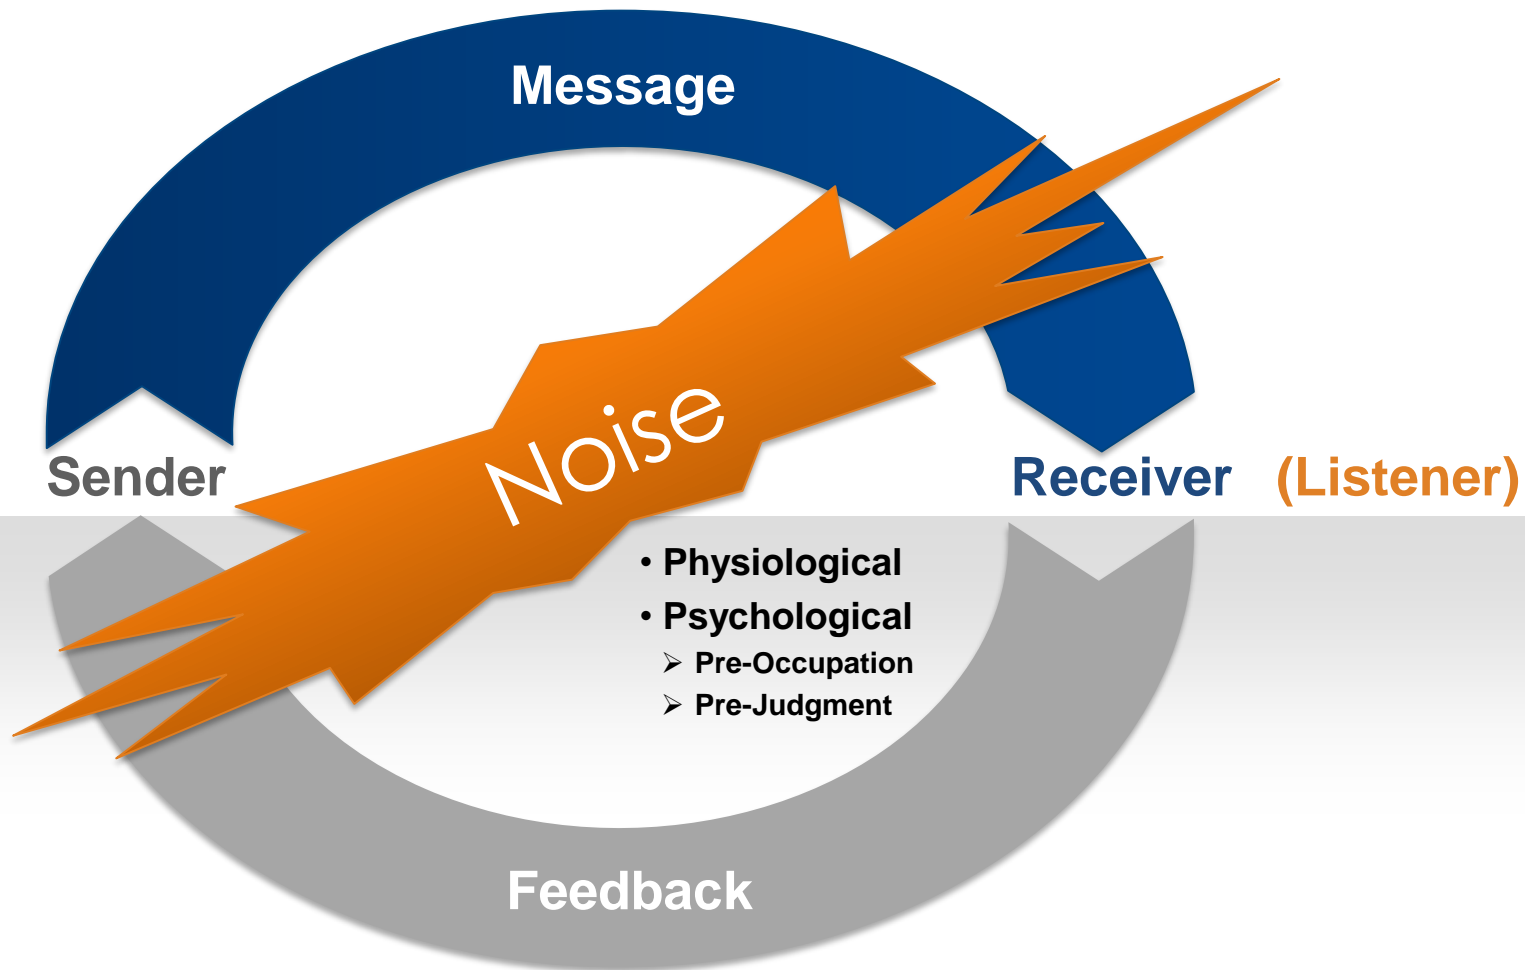 Message
Noise
Sender
Receiver (Listener)
• Physiological
• Psychological
➢ Pre-Occupation
➢ Pre-Judgment
Feedback